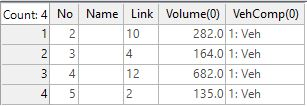 Count: 4 No Name Link Volume(0) VehComp(0)
1 2 10 282.0 1: Veh
2 3 4 164.0 1: Veh
3 4 12 682.0 1: Veh
4 5 2 135.0 1: Veh